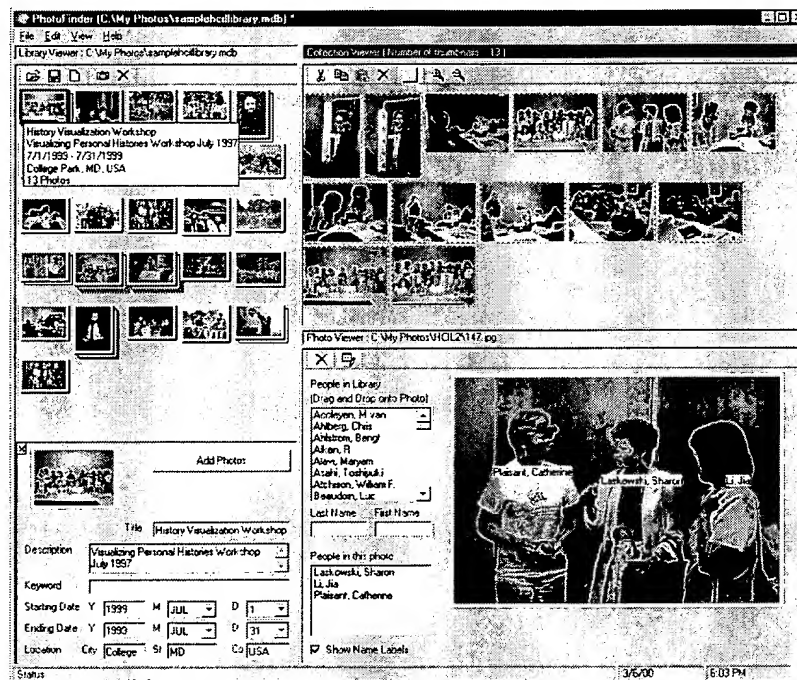 PhotoFinder (C:\My Photos\samplehcillibrary.mdb) *
File Edit View Help
Library Viewer : C:\My Photos\samplehcillibrary.mdb
History Visualization Workshop
Visualizing Personal Histories Workshop July 1997
7/1/1999 - 7/31/1999
College Park, MD, USA
13 Photos
Add Photos
Title History Visualization Workshop
Description Visualizing Personal Histories Workshop
July 1997
Keyword
Starting Date Y 1999 M JUL D 1
Ending Date Y 1999 M JUL D 31
Location City College St MD Co USA
Collection Viewer [Number of thumbnails : 13]
Photo Viewer : C:\My Photos\HCIL2\147.jpg
People in Library
(Drag and Drop onto Photo)
Accleyen, M van
Ahlberg, Chris
Ahlstrom, Bengt
Aiken, R
Alavi, Maryam
Asahi, Toshiyuki
Atchison, William F.
Beaudoin, Luc
Last Name First Name
People in this photo
Laskowski, Sharon
Li, Jia
Plaisant, Catherine
Show Name Labels
Plaisant, Catherine
Laskowski, Sharon
Li, Jia
Status
3/6/00 6:03 PM